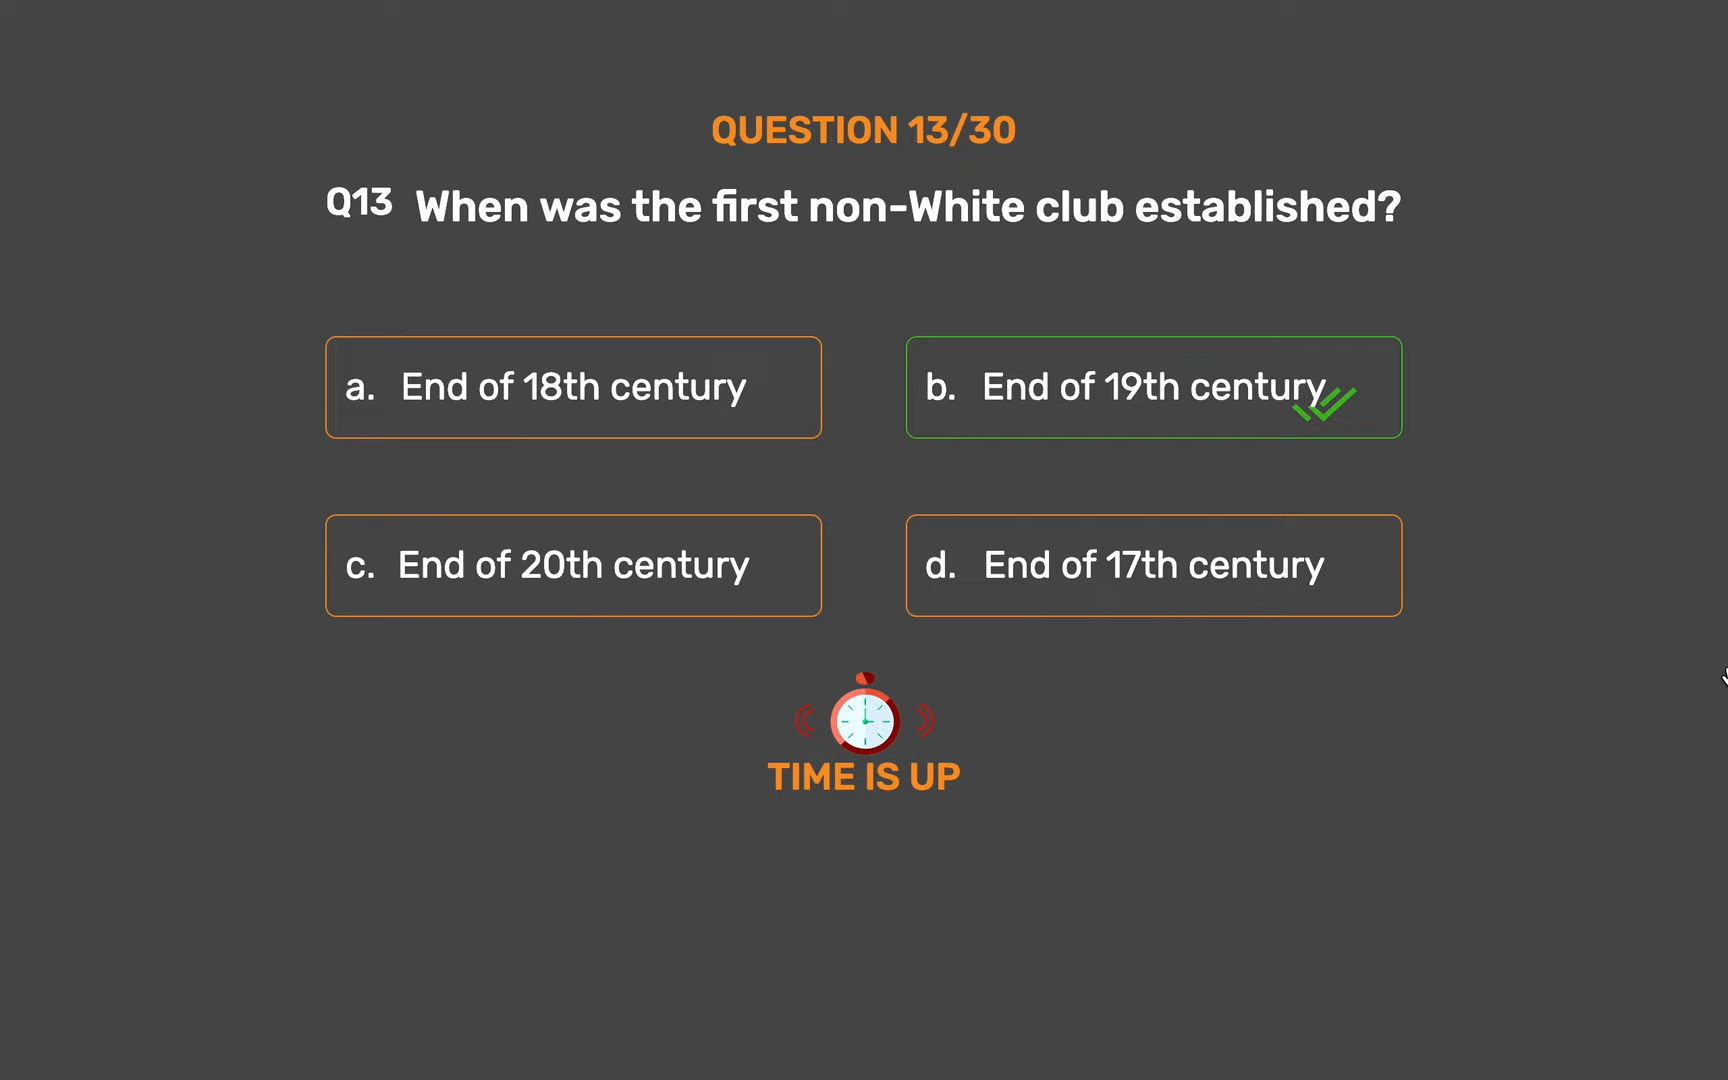 QUESTION 13/30
Q13 When was the first non-White club established?
a. End of 18th century
b. End of 19th century
c. End of 20th century
d. End of 17th century
TIME IS UP